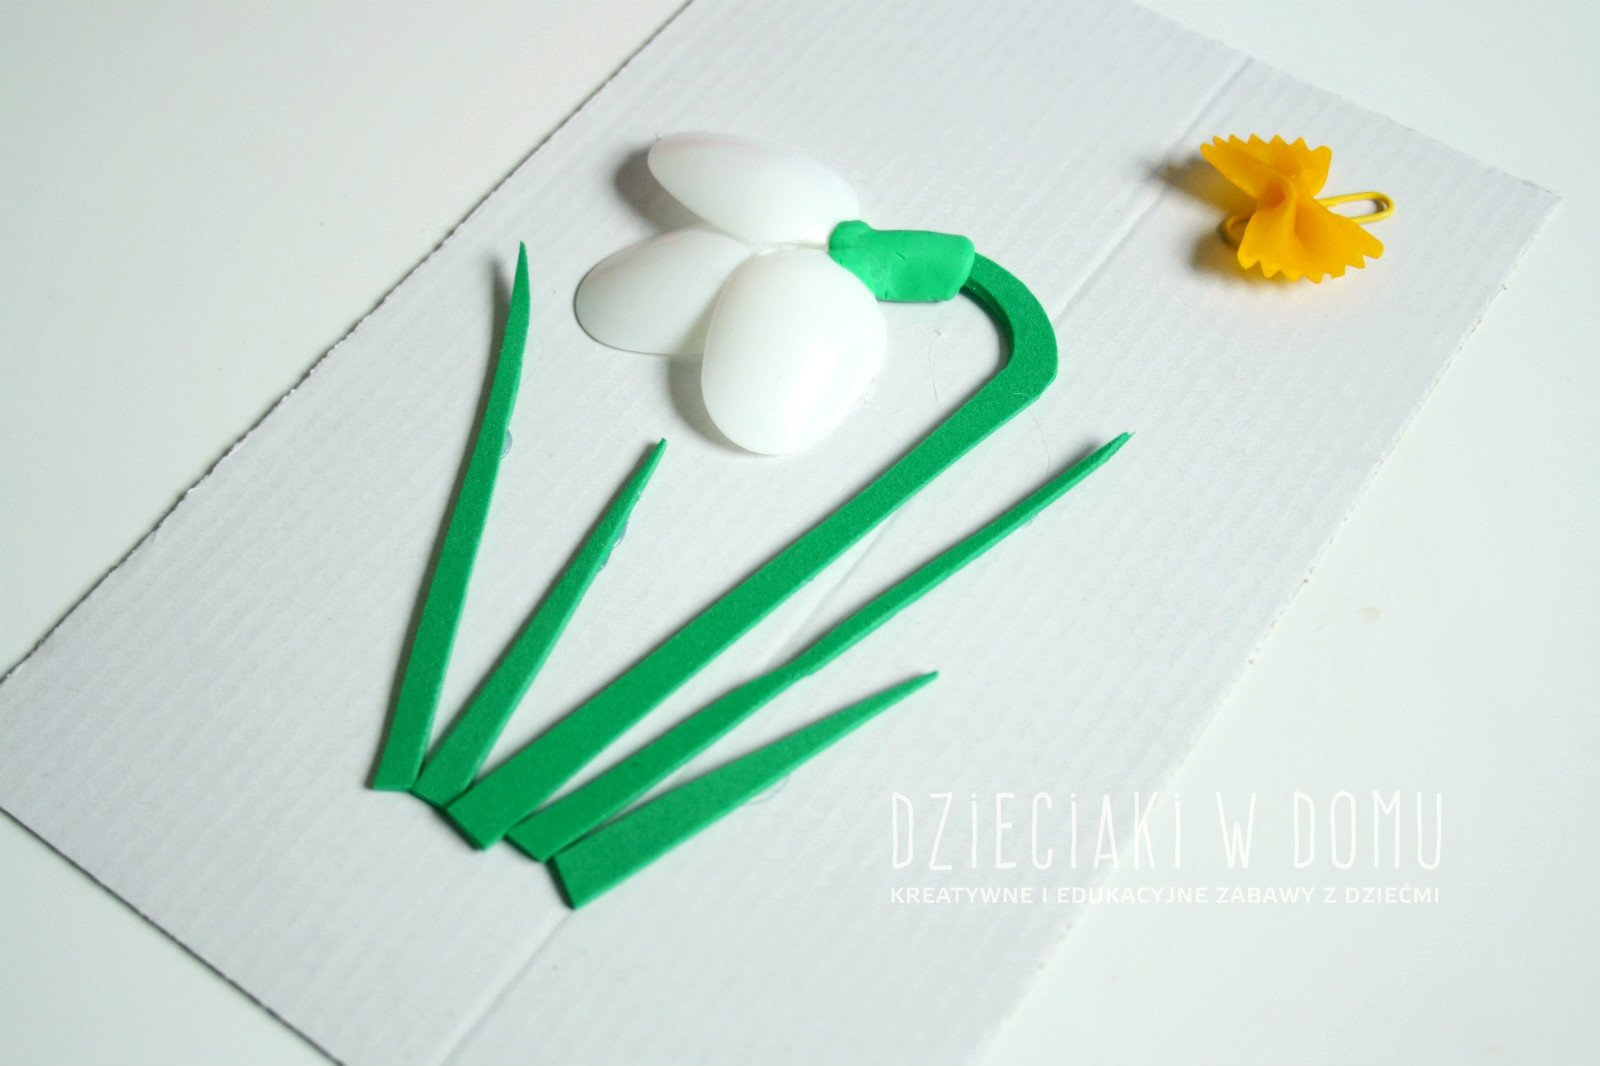 DZiECiAKi W DOMU
KREATYWNE I EDUKACYJNE ZABAWY Z DZIEĆMI